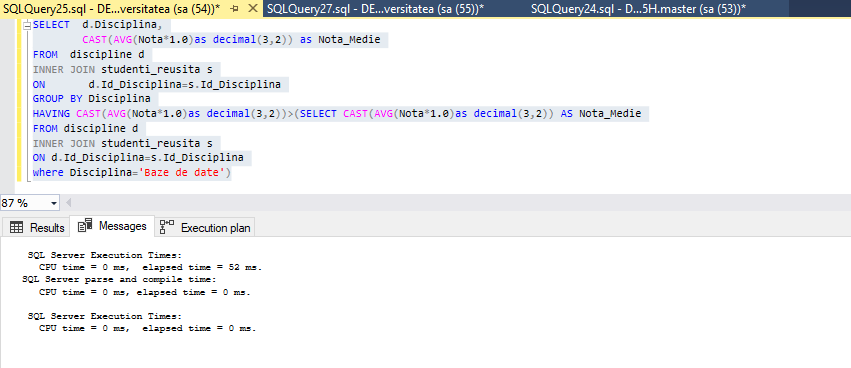 SQLQuery25.sql - DE...versitatea (sa (54))* SQLQuery27.sql - DE...versitatea (sa (55))* SQLQuery24.sql - D...5H.master (sa (53))*
SELECT d.Disciplina,
CAST(AVG(Nota*1.0)as decimal(3,2)) as Nota_Medie
FROM discipline d
INNER JOIN studenti_reusita s
ON d.Id_Disciplina=s.Id_Disciplina
GROUP BY Disciplina
HAVING CAST(AVG(Nota*1.0)as decimal(3,2))>(SELECT CAST(AVG(Nota*1.0)as decimal(3,2)) AS Nota_Medie
FROM discipline d
INNER JOIN studenti_reusita s
ON d.Id_Disciplina=s.Id_Disciplina
where Disciplina='Baze de date')
87 %
Results Messages Execution plan
SQL Server Execution Times:
CPU time = 0 ms, elapsed time = 52 ms.
SQL Server parse and compile time:
CPU time = 0 ms, elapsed time = 0 ms.
SQL Server Execution Times:
CPU time = 0 ms, elapsed time = 0 ms.